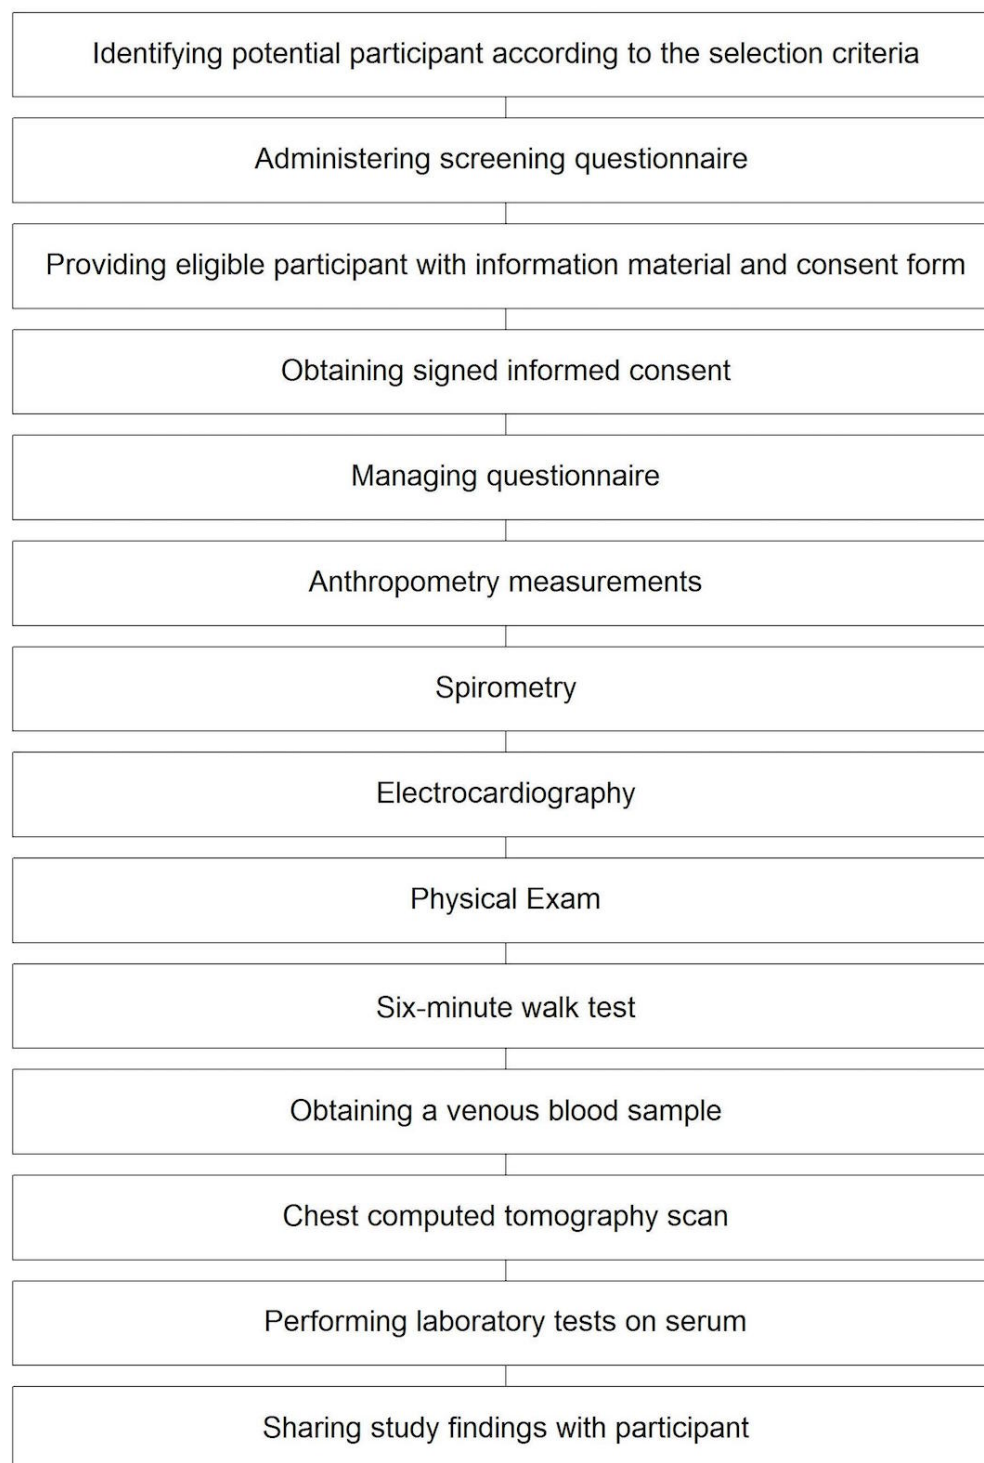 Identifying potential participant according to the selection criteria
Administering screening questionnaire
Providing eligible participant with information material and consent form
Obtaining signed informed consent
Managing questionnaire
Anthropometry measurements
Spirometry
Electrocardiography
Physical Exam
Six-minute walk test
Obtaining a venous blood sample
Chest computed tomography scan
Performing laboratory tests on serum
Sharing study findings with participant